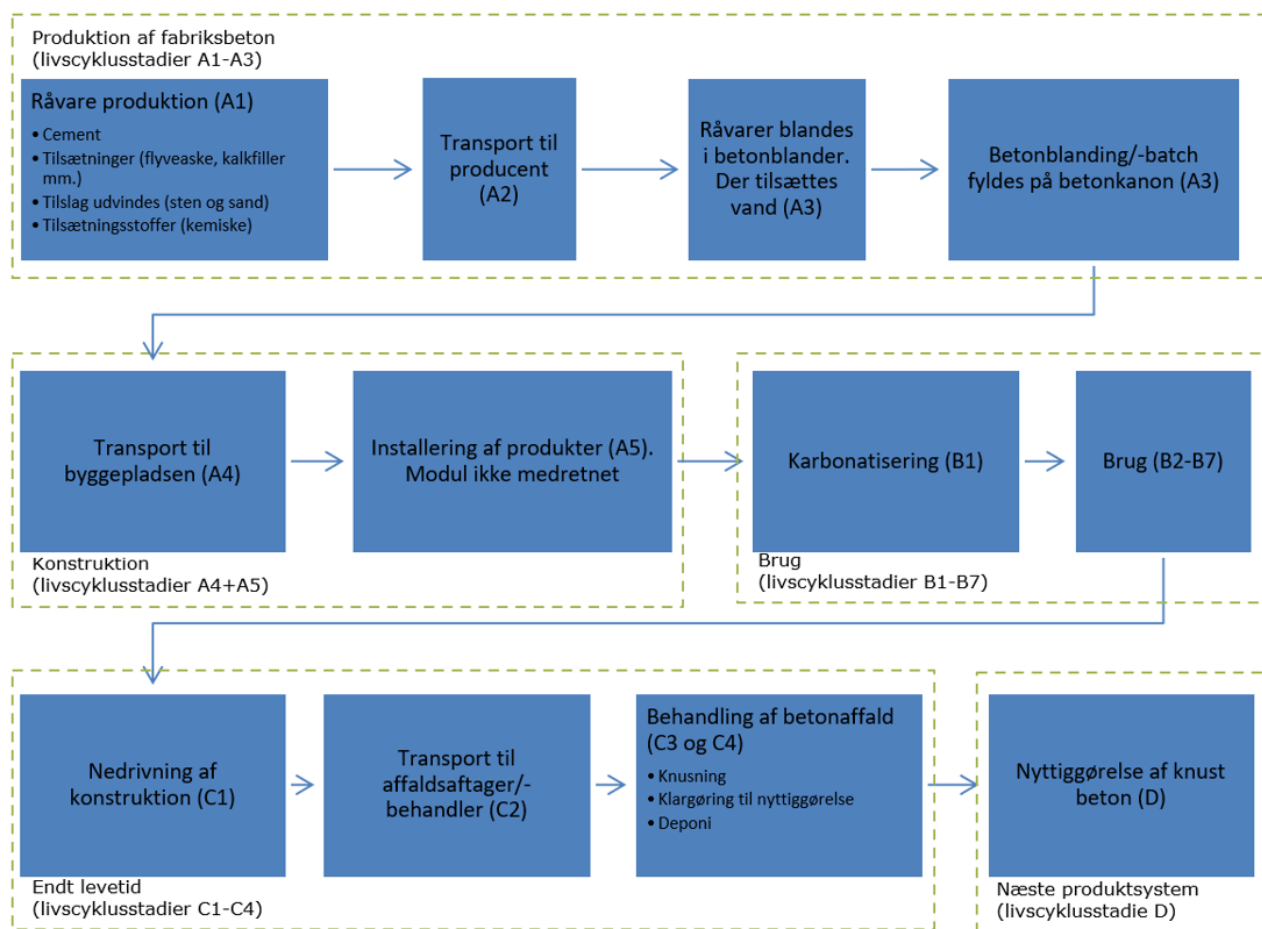 Produktion af fabriksbeton
(livscyklusstadier A1-A3)
Råvare produktion (A1)
• Cement
• Tilsætninger (flyveaske, kalkfiller
mm.)
• Tilslag udvindes (sten og sand)
• Tilsætningsstoffer (kemiske)
Transport til
producent
(A2)
Råvarer blandes
i betonblander.
Der tilsættes
vand (A3)
Betonblanding/-batch
fyldes på betonkanon (A3)
Transport til
byggepladsen (A4)
Installering af produkter (A5).
Modul ikke medretnet
Konstruktion
(livscyklusstadier A4+A5)
Karbonatisering (B1)
Brug (B2-B7)
Brug
(livscyklusstadier B1-B7)
Nedrivning af
konstruktion (C1)
Transport til
affaldsaftager/-
behandler (C2)
Behandling af betonaffald
(C3 og C4)
• Knusning
• Klargøring til nyttiggørelse
• Deponi
Endt levetid
(livscyklusstadier C1-C4)
Nyttiggørelse af knust
beton (D)
Næste produktsystem
(livscyklusstadie D)